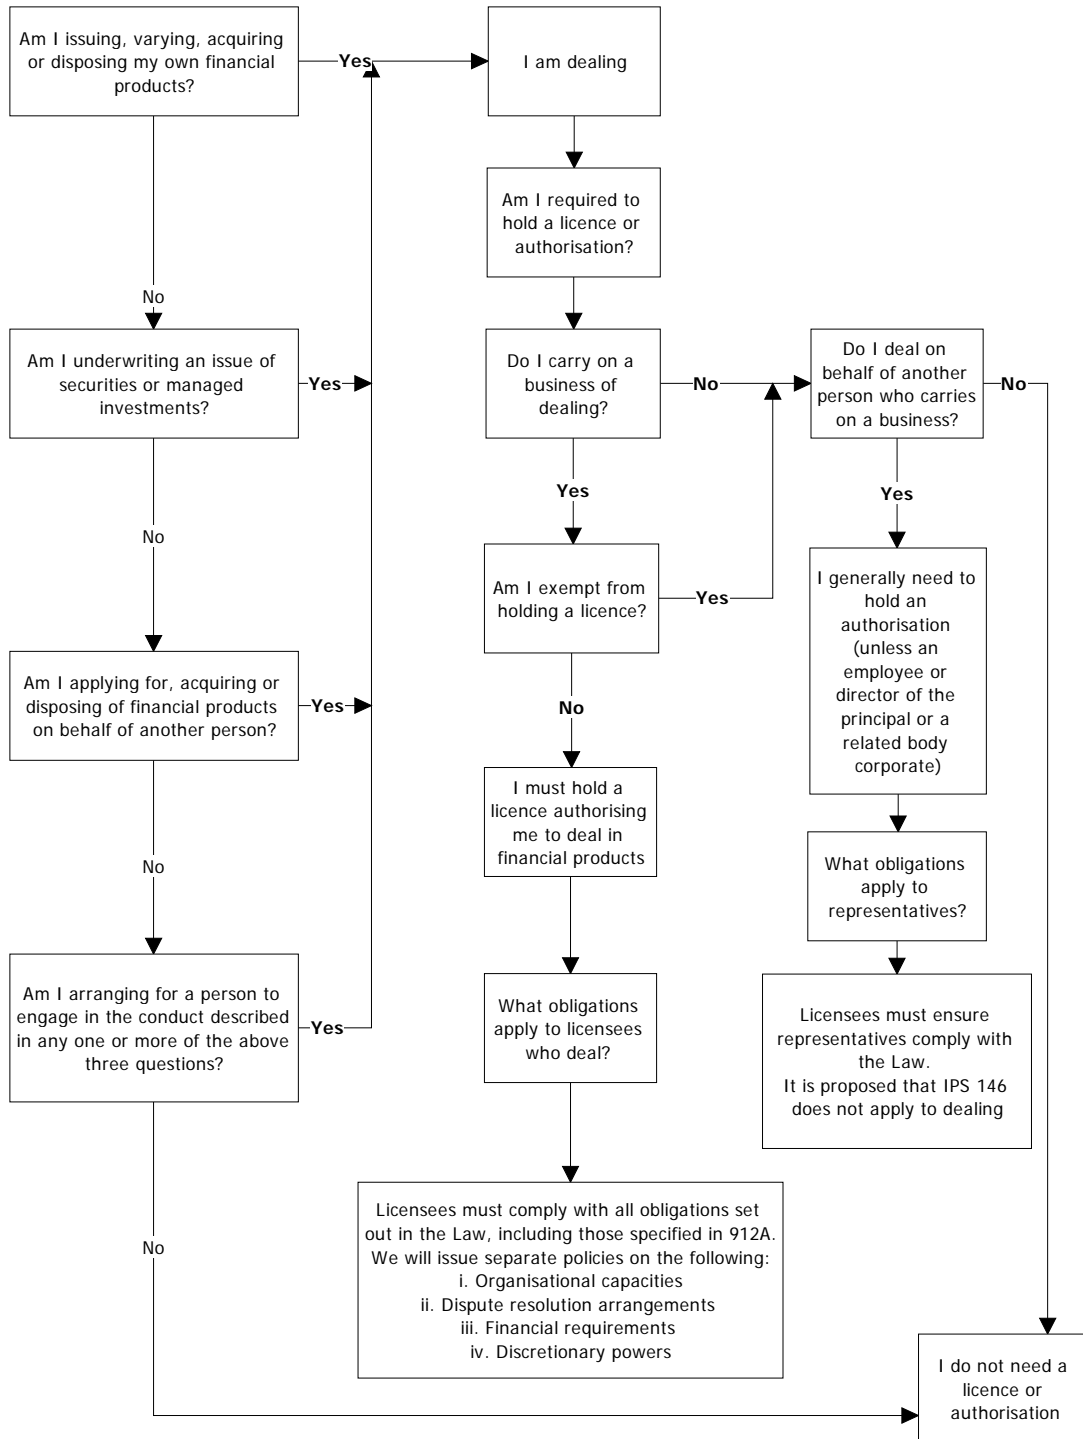 Am I issuing, varying, acquiring
or disposing my own financial
products?
Yes
I am dealing
No
Am I required to
hold a licence or
authorisation?
Am I underwriting an issue of
securities or managed
investments?
Yes
Do I carry on a
business of
dealing?
No
Do I deal on
behalf of another
person who carries
on a business?
No
No
Yes
Yes
Am I exempt from
holding a licence?
Yes
I generally need to
hold an
authorisation
(unless an
employee or
director of the
principal or a
related body
corporate)
Am I applying for, acquiring or
disposing of financial products
on behalf of another person?
Yes
No
No
I must hold a
licence authorising
me to deal in
financial products
What obligations
apply to
representatives?
Am I arranging for a person to
engage in the conduct described
in any one or more of the above
three questions?
Yes
What obligations
apply to licensees
who deal?
Licensees must ensure
representatives comply with
the Law.
It is proposed that IPS 146
does not apply to dealing
No
Licensees must comply with all obligations set
out in the Law, including those specified in 912A.
We will issue separate policies on the following:
i. Organisational capacities
ii. Dispute resolution arrangements
iii. Financial requirements
iv. Discretionary powers
I do not need a
licence or
authorisation